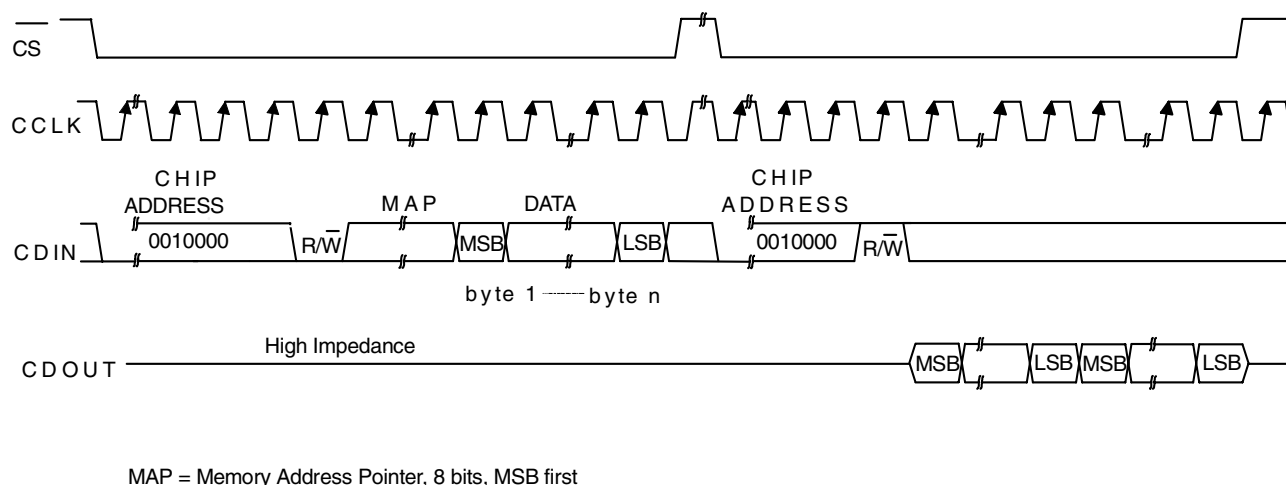 CS
CCLK
CHIP
ADDRESS
MAP
DATA
CHIP
ADDRESS
CDIN
0010000
R/W
MSB
LSB
0010000
R/W
byte 1
byte n
High Impedance
CDOUT
MSB
LSB
MSB
LSB
MAP = Memory Address Pointer, 8 bits, MSB first